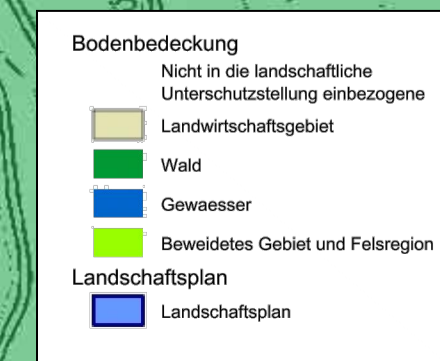 Bodenbedeckung
Nicht in die landschaftliche
Unterschutzstellung einbezogene
Landwirtschaftsgebiet
Wald
Gewaesser
Beweidetes Gebiet und Felsregion
Landschaftsplan
Landschaftsplan